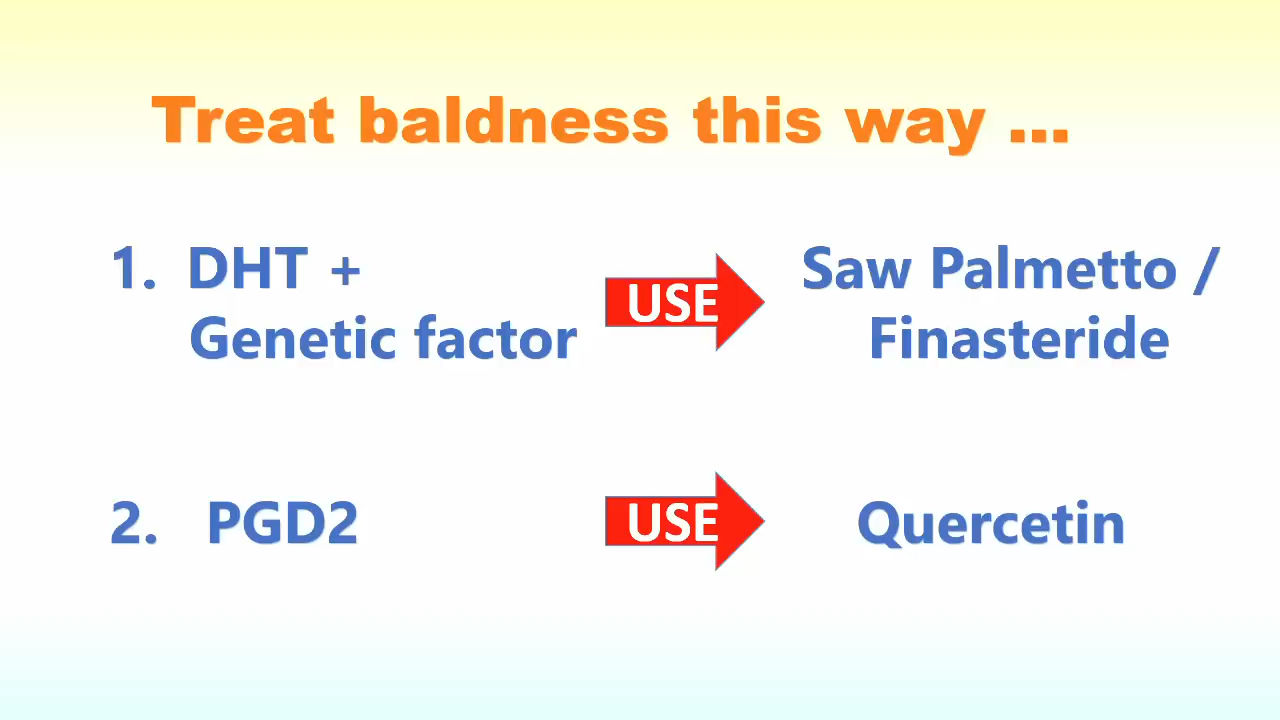 Treat baldness this way ...
1. DHT +
Genetic factor
USE
Saw Palmetto /
Finasteride
2. PGD2
USE
Quercetin